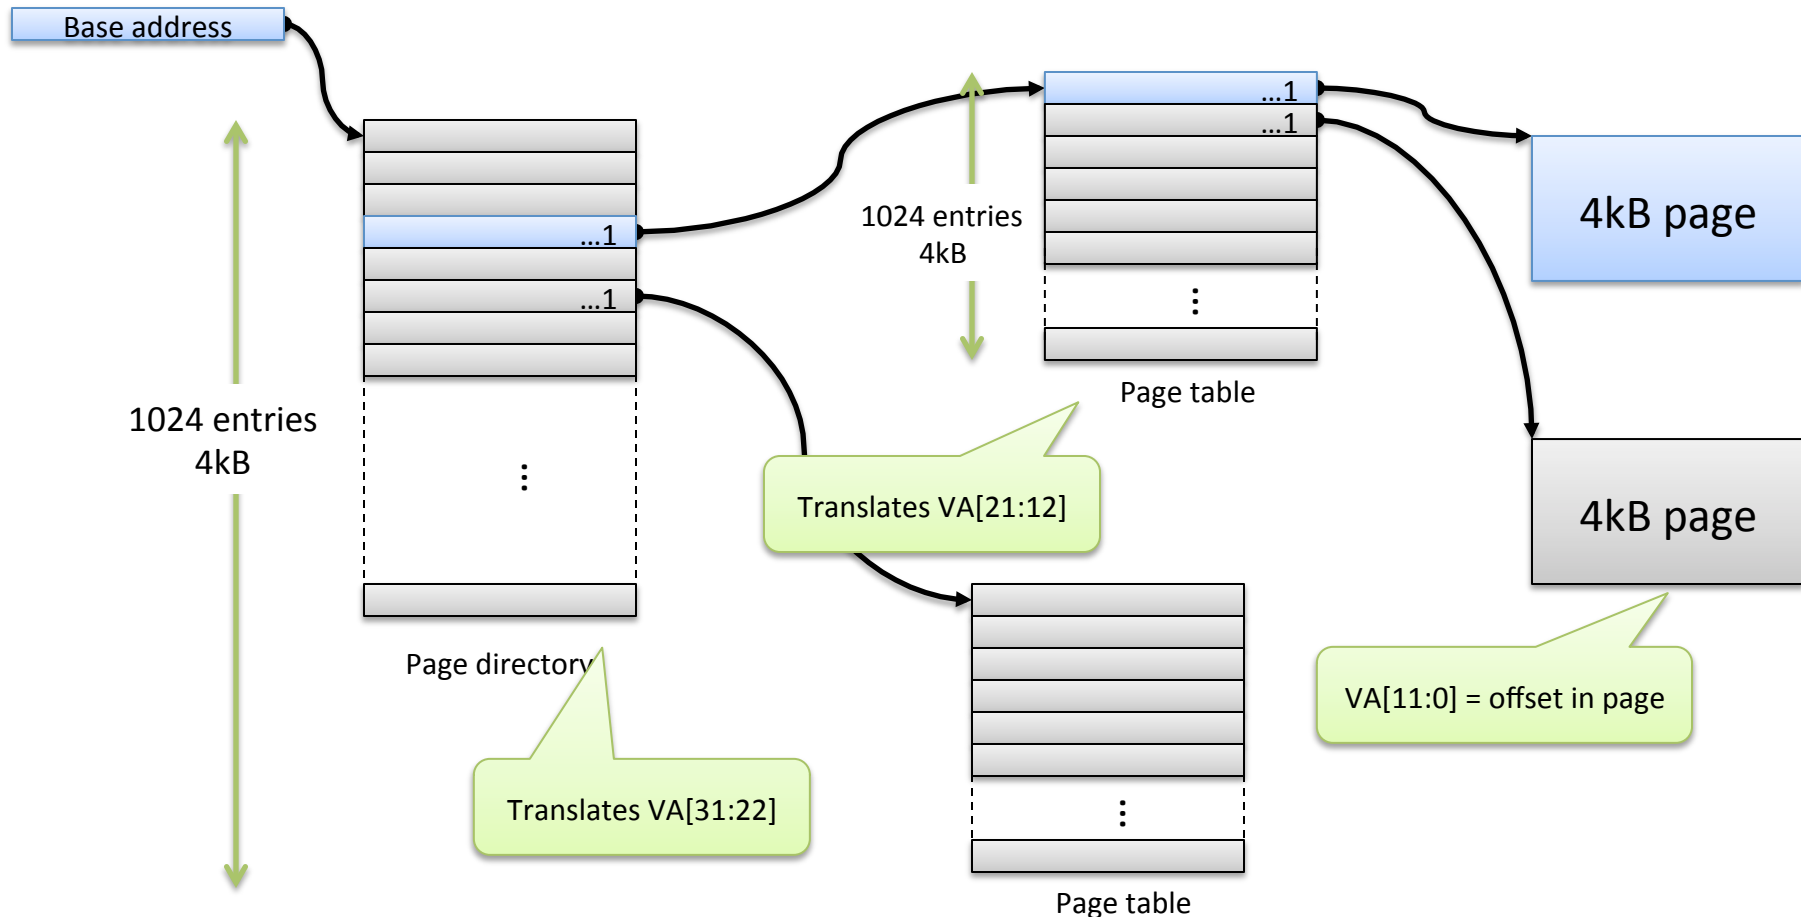 Base address
…1
…1
1024 entries
4kB
⋮
Page directory
Translates VA[31:22]
1024 entries
4kB
…1
…1
⋮
Page table
Translates VA[21:12]
⋮
Page table
4kB page
4kB page
VA[11:0] = offset in page